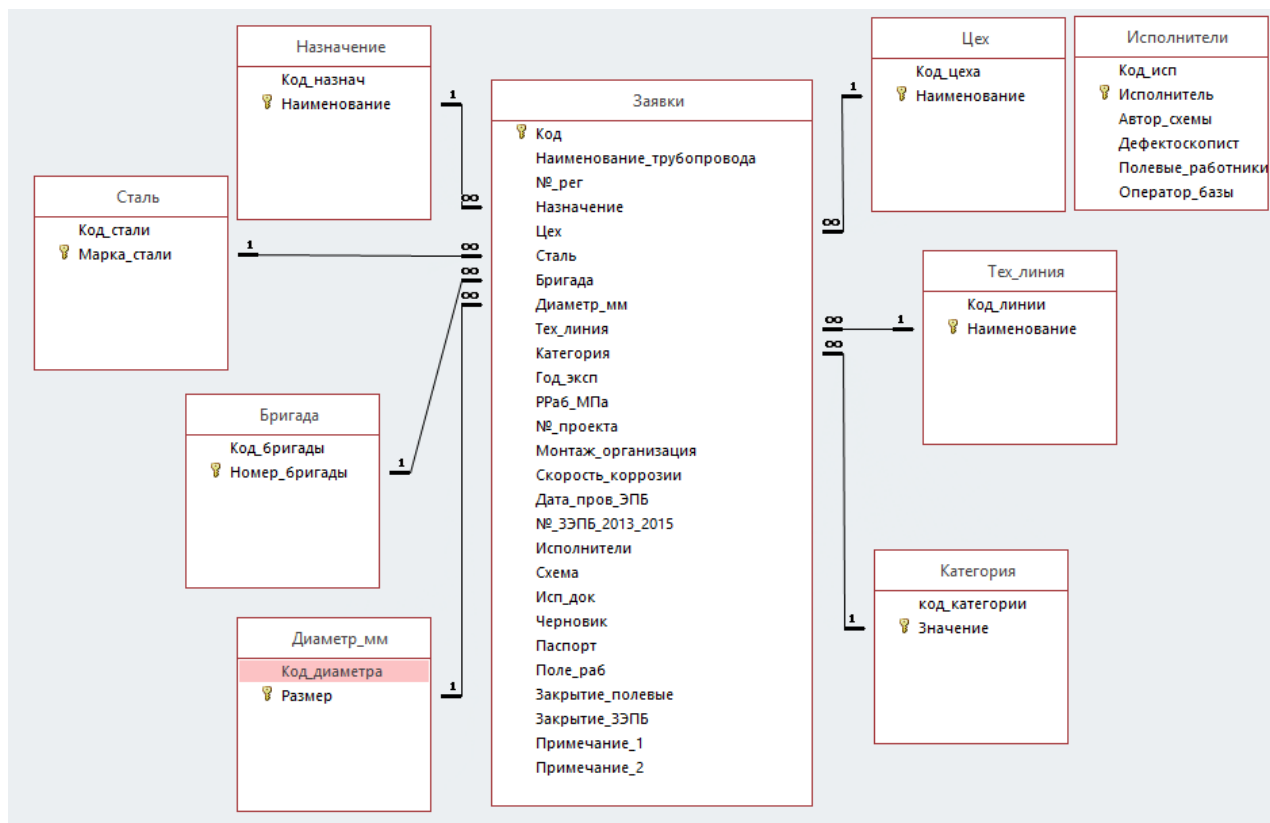 Назначение
Код_назнач
Наименование
1
∞
Сталь
Код_стали
Марка_стали
1
∞
Бригада
Код_бригады
Номер_бригады
1
∞
Диаметр_мм
Код_диаметра
Размер
1
∞
Заявки
Код
Наименование_трубопровода
№_рег
Назначение
Цех
Сталь
Бригада
Диаметр_мм
Тех_линия
Категория
Год_эксп
РРаб_МПа
№_проекта
Монтаж_организация
Скорость_коррозии
Дата_пров_ЭПБ
№_ЗЭПБ_2013_2015
Исполнители
Схема
Исп_док
Черновик
Паспорт
Поле_раб
Закрытие_полевые
Закрытие_ЗЭПБ
Примечание_1
Примечание_2
Цех
Код_цеха
Наименование
1
∞
Исполнители
Код_исп
Исполнитель
Автор_схемы
Дефектоскопист
Полевые_работники
Оператор_базы
Тех_линия
Код_линии
Наименование
∞
1
Категория
код_категории
Значение
∞
1